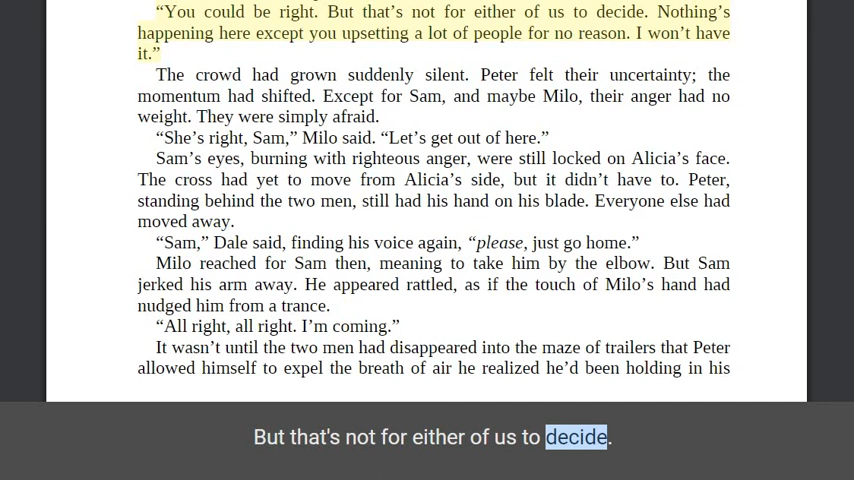 “You could be right. But that’s not for either of us to decide. Nothing’s
happening here except you upsetting a lot of people for no reason. I won’t have
it.”
The crowd had grown suddenly silent. Peter felt their uncertainty; the
momentum had shifted. Except for Sam, and maybe Milo, their anger had no
weight. They were simply afraid.
“She’s right, Sam,” Milo said. “Let’s get out of here.”
Sam’s eyes, burning with righteous anger, were still locked on Alicia’s face.
The cross had yet to move from Alicia’s side, but it didn’t have to. Peter,
standing behind the two men, still had his hand on his blade. Everyone else had
moved away.
“Sam,” Dale said, finding his voice again, “please, just go home.”
Milo reached for Sam then, meaning to take him by the elbow. But Sam
jerked his arm away. He appeared rattled, as if the touch of Milo’s hand had
nudged him from a trance.
“All right, all right. I’m coming.”
It wasn’t until the two men had disappeared into the maze of trailers that Peter
allowed himself to expel the breath of air he realized he’d been holding in his
But that's not for either of us to decide.